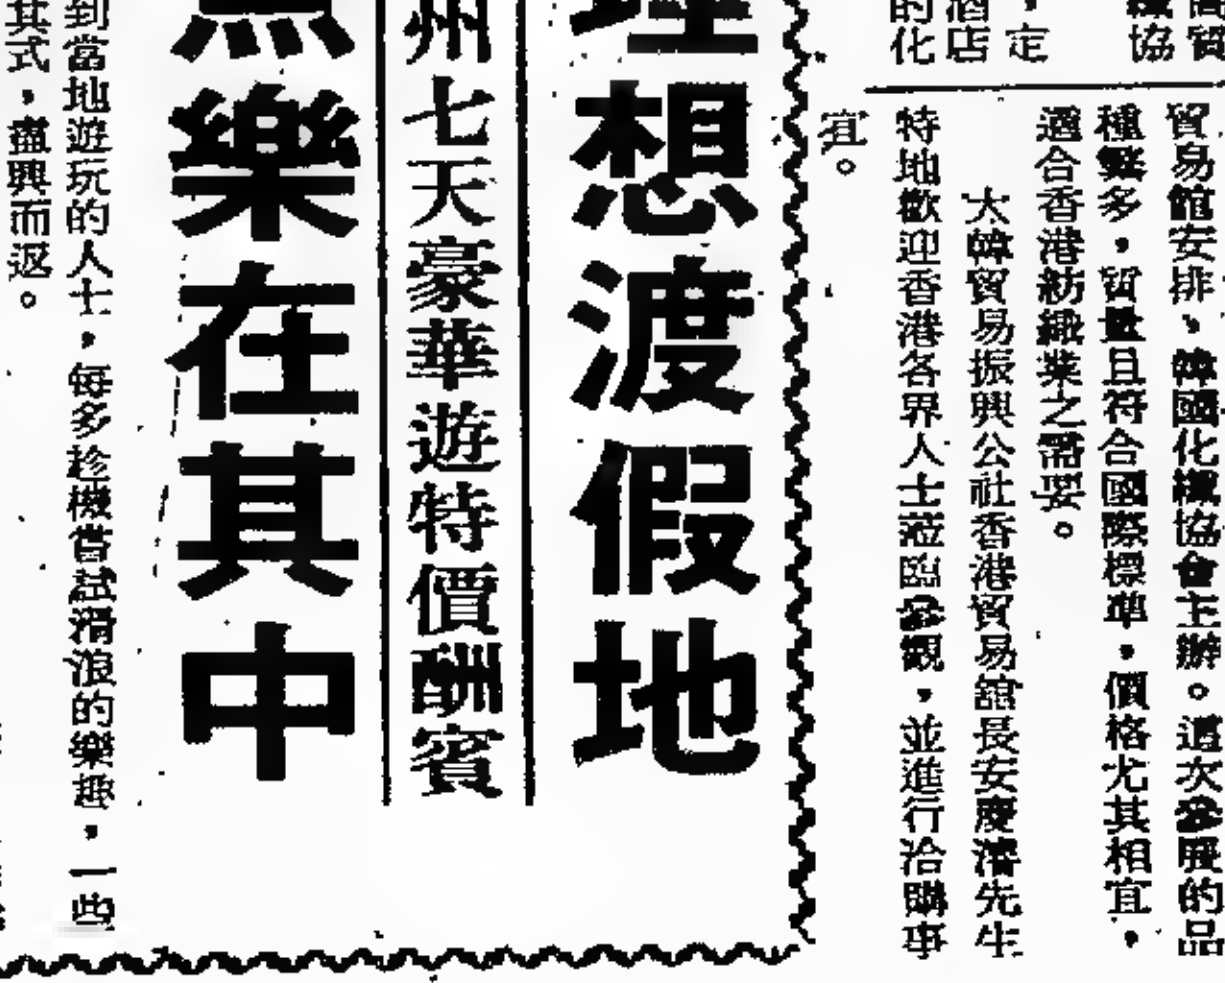 織協
定
酒店
的化
貿易館安排、韓國化纖協會主辦。這次參展的品
種繁多，質量且符合國際標準，價格尤其相宜，
適合香港紡織業之需要。
大韓貿易振興公社香港貿易館長安慶濬先生
特地歡迎香港各界人士蒞臨參觀，並進行洽購事
宜。
理想渡假地
州七天豪華遊特價酬賓
樂在其中
到當地遊玩的人士，每多趁機嘗試滑浪的樂趣，一些
其式，盡興而返。